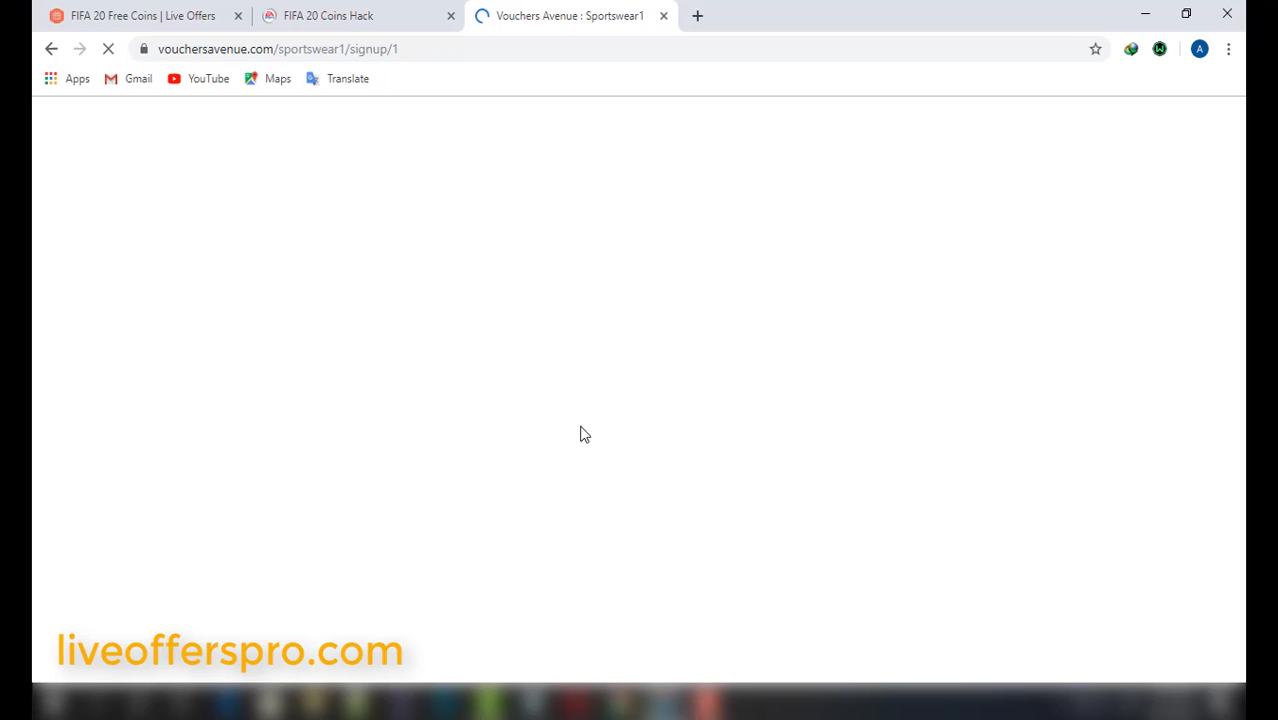 FIFA 20 Free Coins | Live Offers
FIFA 20 Coins Hack
Vouchers Avenue : Sportswear1
vouchersavenue.com/sportswear1/signup/1
A
Apps
Gmail
YouTube
Maps
Translate
liveofferspro.com